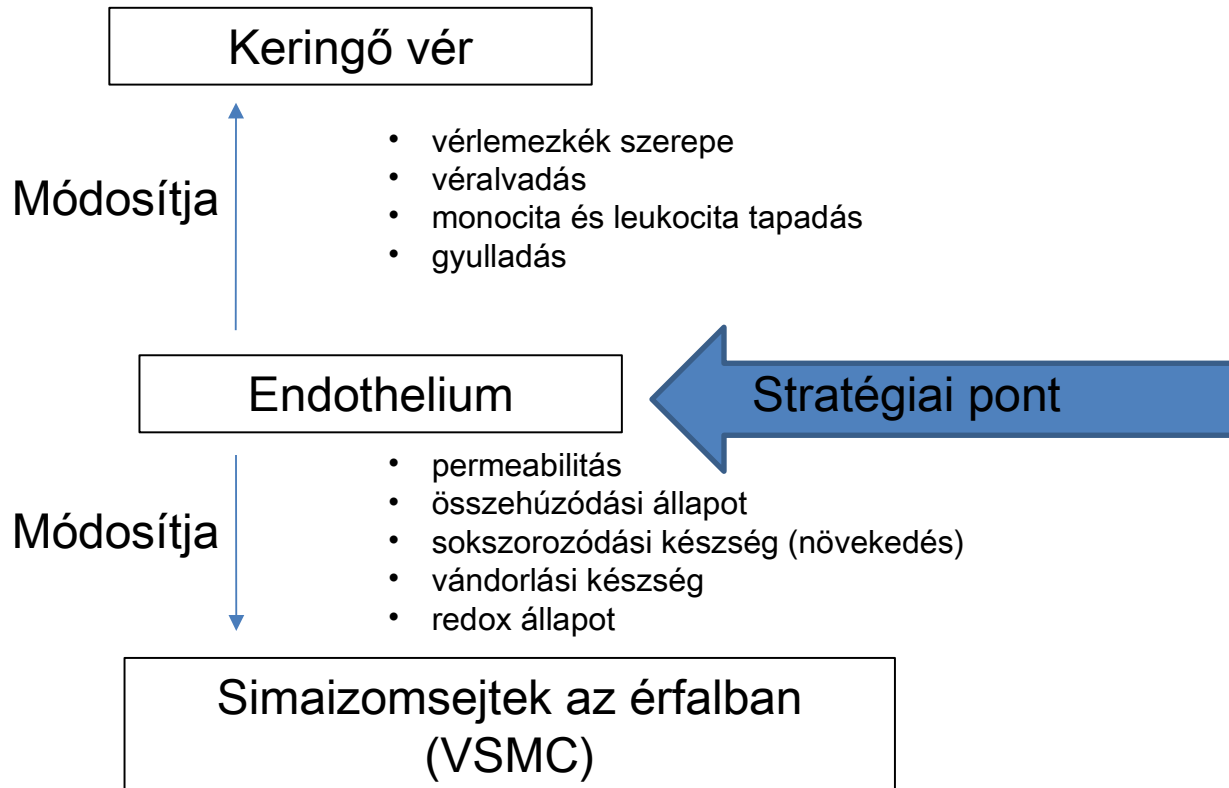 Keringő vér
Módosítja
• vérlemezkék szerepe
• véralvadás
• monocita és leukocita tapadás
• gyulladás
Endothelium
Stratégiai pont
Módosítja
• permeabilitás
• összehúzódási állapot
• sokszorozódási készség (növekedés)
• vándorlási készség
• redox állapot
Simaizomsejtek az érfalban
(VSMC)